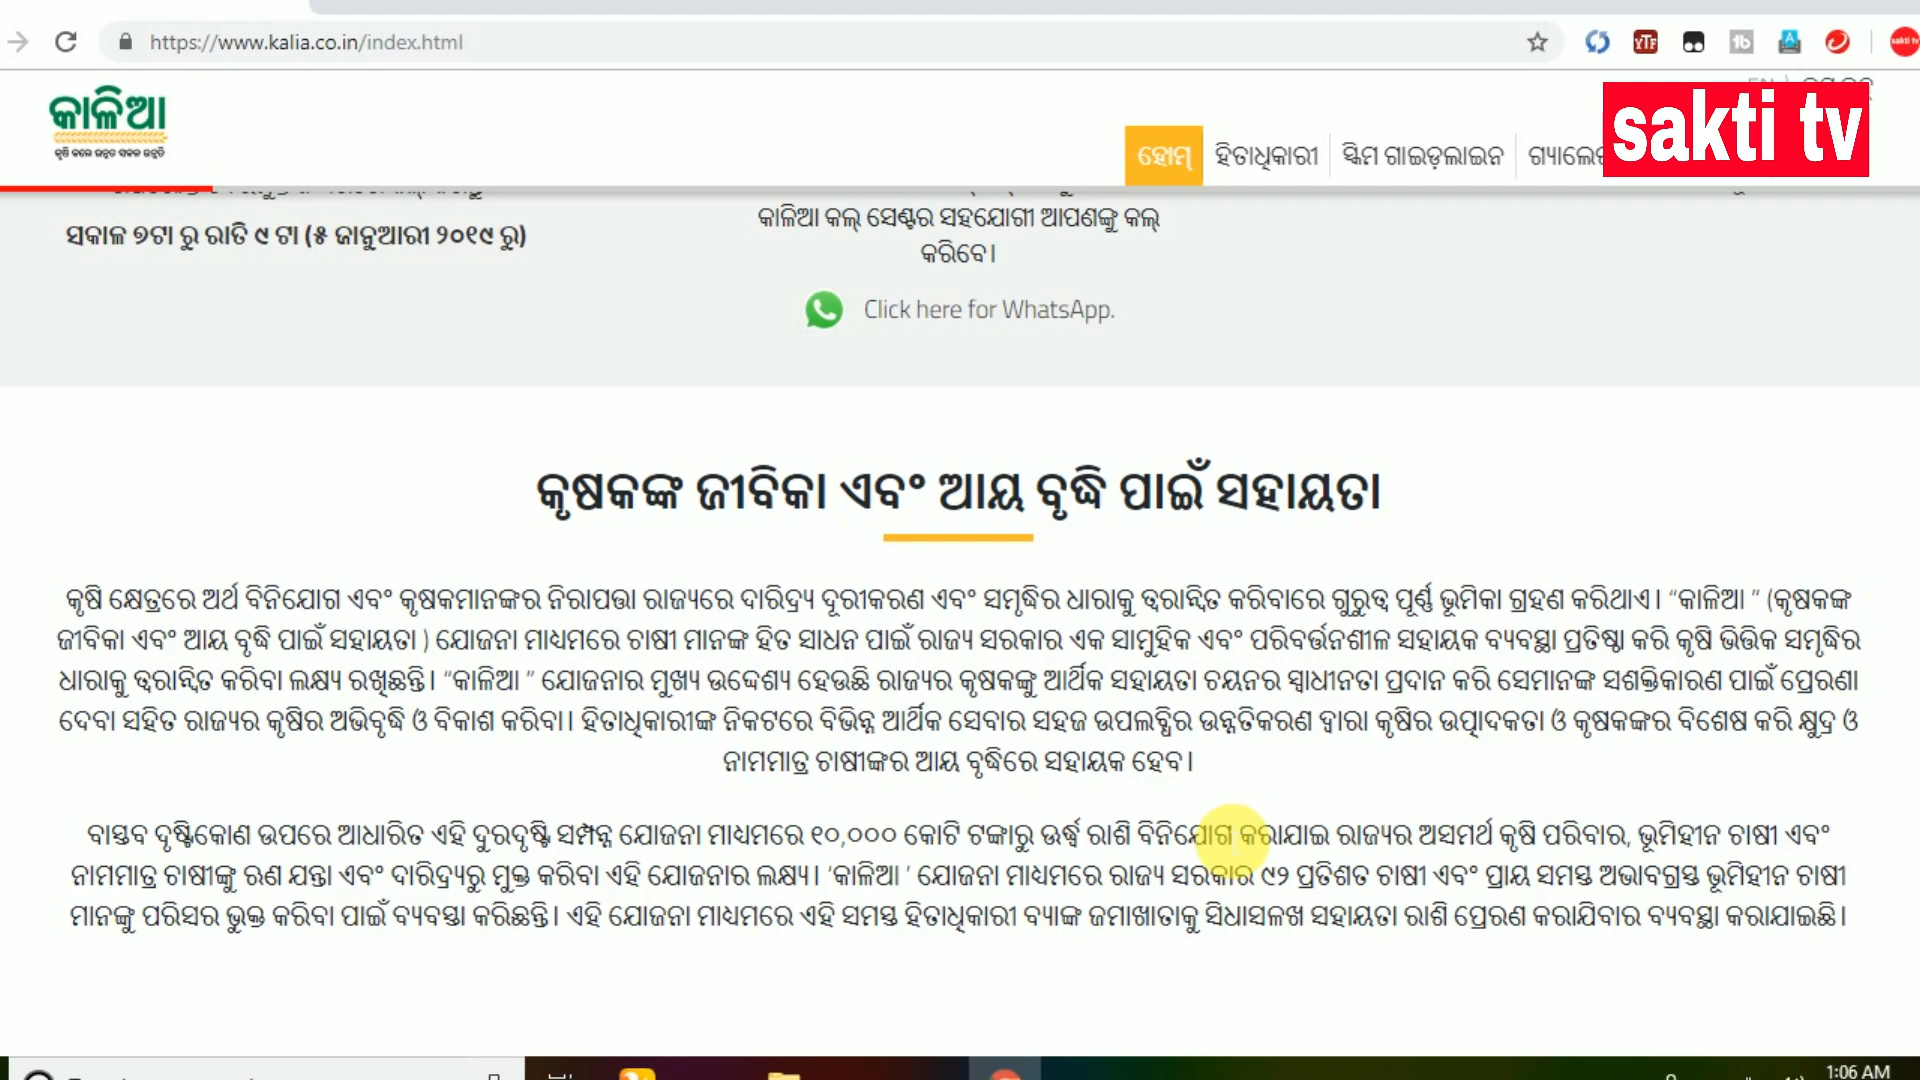 https://www.kalia.co.in/index.html
କାଳିଆ
କୃଷି କଲେ ଉନ୍ନତ ସକଳ ଉନ୍ନତି
sakti tv
ହୋମ୍ ହିତାଧିକାରୀ ସ୍କିମ ଗାଇଡ଼ଲାଇନ
ସକାଳ ୭ଟା ରୁ ରାତି ୯ ଟା (୫ ଜାନୁଆରୀ ୨୦୧୯ ରୁ)
କାଳିଆ କଲ୍ ସେଣ୍ଟର ସହଯୋଗୀ ଆପଣଙ୍କୁ କଲ୍
କରିବେ।
Click here for WhatsApp.
କୃଷକଙ୍କ ଜୀବିକା ଏବଂ ଆୟ ବୃଦ୍ଧି ପାଇଁ ସହାୟତା
କୃଷି କ୍ଷେତ୍ରରେ ଅର୍ଥ ବିନିଯୋଗ ଏବଂ କୃଷକମାନଙ୍କର ନିରାପତ୍ତା ରାଜ୍ୟରେ ଦାରିଦ୍ର୍ୟ ଦୂରୀକରଣ ଏବଂ ସମୃଦ୍ଧିର ଧାରାକୁ ତ୍ୱରାନ୍ୱିତ କରିବାରେ ଗୁରୁତ୍ୱ ପୂର୍ଣ୍ଣ ଭୂମିକା ଗ୍ରହଣ କରିଥାଏ। “କାଳିଆ ” (କୃଷକଙ୍କ
ଜୀବିକା ଏବଂ ଆୟ ବୃଦ୍ଧି ପାଇଁ ସହାୟତା ) ଯୋଜନା ମାଧ୍ୟମରେ ଚାଷୀ ମାନଙ୍କ ହିତ ସାଧନ ପାଇଁ ରାଜ୍ୟ ସରକାର ଏକ ସାମୁହିକ ଏବଂ ପରିବର୍ତ୍ତନଶୀଳ ସହାୟକ ବ୍ୟବସ୍ଥା ପ୍ରତିଷ୍ଠା କରି କୃଷି ଭିତ୍ତିକ ସମୃଦ୍ଧିର
ଧାରାକୁ ତ୍ୱରାନ୍ୱିତ କରିବା ଲକ୍ଷ୍ୟ ରଖିଛନ୍ତି। “କାଳିଆ ” ଯୋଜନାର ମୁଖ୍ୟ ଉଦ୍ଦେଶ୍ୟ ହେଉଛି ରାଜ୍ୟର କୃଷକଙ୍କୁ ଆର୍ଥିକ ସହାୟତା ଚୟନର ସ୍ୱାଧୀନତା ପ୍ରଦାନ କରି ସେମାନଙ୍କ ସଶକ୍ତିକାରଣ ପାଇଁ ପ୍ରେରଣା
ଦେବା ସହିତ ରାଜ୍ୟର କୃଷିର ଅଭିବୃଦ୍ଧି ଓ ବିକାଶ କରିବା। ହିତାଧିକାରୀଙ୍କ ନିକଟରେ ବିଭିନ୍ନ ଆର୍ଥିକ ସେବାର ସହଜ ଉପଲବ୍ଧିର ଉନ୍ନତିକରଣ ଦ୍ୱାରା କୃଷିର ଉତ୍ପାଦକତା ଓ କୃଷକଙ୍କର ବିଶେଷ କରି କ୍ଷୁଦ୍ର ଓ
ନାମମାତ୍ର ଚାଷୀଙ୍କର ଆୟ ବୃଦ୍ଧିରେ ସହାୟକ ହେବ।
ବାସ୍ତବ ଦୃଷ୍ଟିକୋଣ ଉପରେ ଆଧାରିତ ଏହି ଦୁରଦୃଷ୍ଟି ସମ୍ପନ୍ନ ଯୋଜନା ମାଧ୍ୟମରେ ୧୦,୦୦୦ କୋଟି ଟଙ୍କାରୁ ଊର୍ଦ୍ଧ୍ୱ ରାଶି ବିନିଯୋଗ କରାଯାଇ ରାଜ୍ୟର ଅସମର୍ଥ କୃଷି ପରିବାର, ଭୂମିହୀନ ଚାଷୀ ଏବଂ
ନାମମାତ୍ର ଚାଷୀଙ୍କୁ ଋଣ ଯନ୍ତା ଏବଂ ଦାରିଦ୍ର୍ୟରୁ ମୁକ୍ତ କରିବା ଏହି ଯୋଜନାର ଲକ୍ଷ୍ୟ। ‘କାଳିଆ ’ ଯୋଜନା ମାଧ୍ୟମରେ ରାଜ୍ୟ ସରକାର ୯୨ ପ୍ରତିଶତ ଚାଷୀ ଏବଂ ପ୍ରାୟ ସମସ୍ତ ଅଭାବଗ୍ରସ୍ତ ଭୂମିହୀନ ଚାଷୀ
ମାନଙ୍କୁ ପରିସର ଭୁକ୍ତ କରିବା ପାଇଁ ବ୍ୟବସ୍ତା କରିଛନ୍ତି। ଏହି ଯୋଜନା ମାଧ୍ୟମରେ ଏହି ସମସ୍ତ ହିତାଧିକାରୀ ବ୍ୟାଙ୍କ ଜମାଖାତାକୁ ସିଧାସଳଖ ସହାୟତା ରାଶି ପ୍ରେରଣ କରାଯିବାର ବ୍ୟବସ୍ଥା କରାଯାଇଛି।
1:06 AM